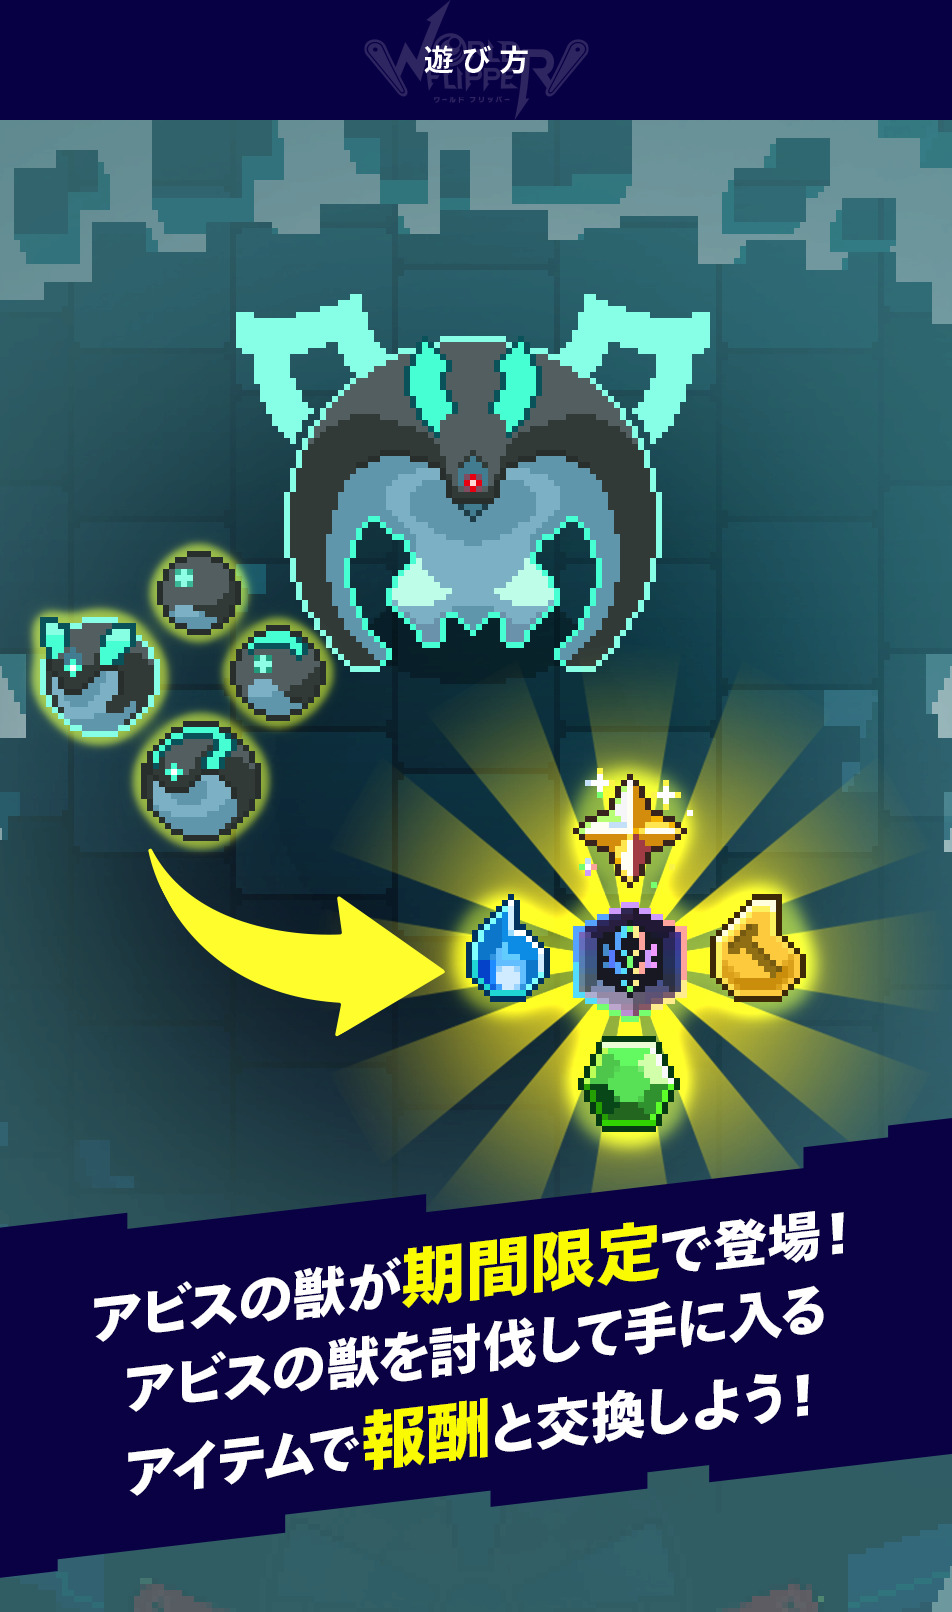 WORLD FLIPPER
ワールド フリッパー
遊び方
アビスの獣が期間限定で登場！
アビスの獣を討伐して手に入る
アイテムで報酬と交換しよう！